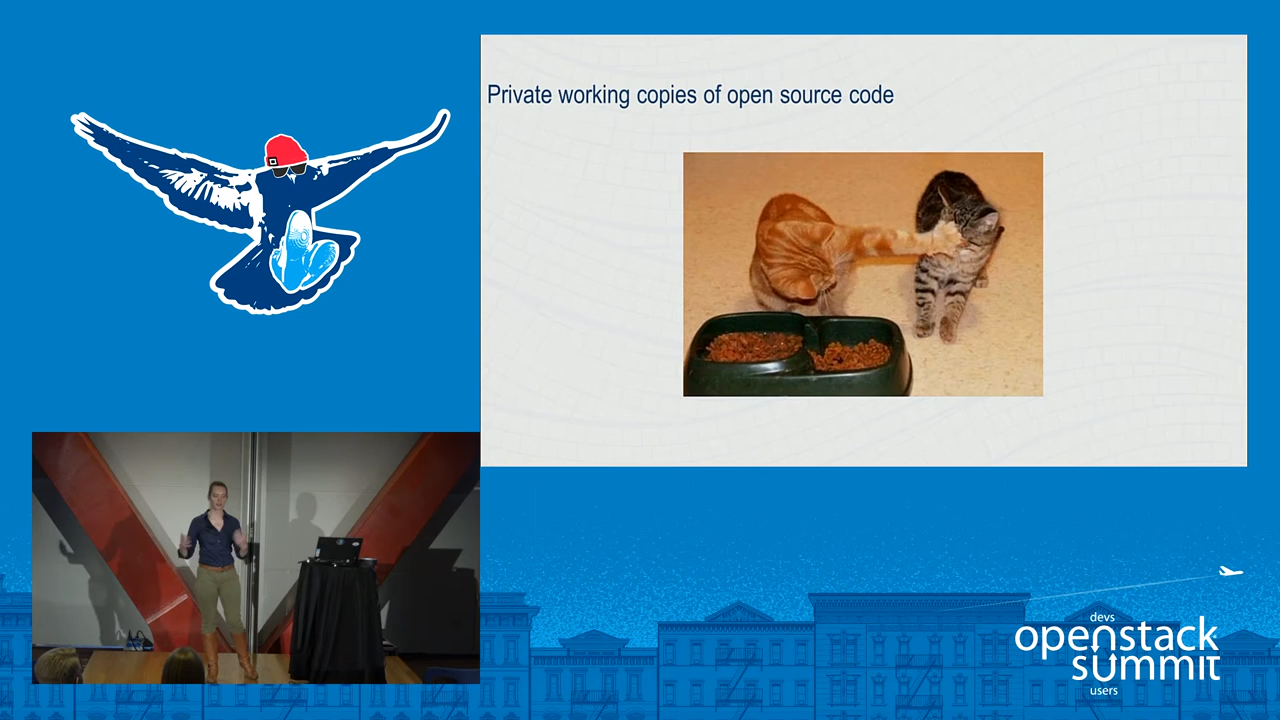 Private working copies of open source code
devs
openstack
summit
users